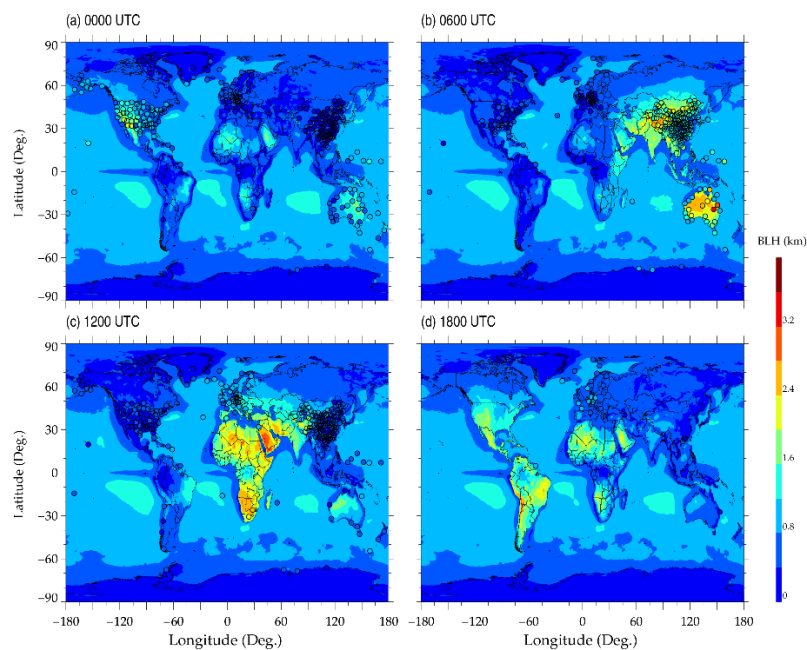 (a) 0000 UTC
(b) 0600 UTC
90
60
30
0
−30
−60
−90
Latitude (Deg.)
BLH (km)
3.2
2.4
1.6
0.8
0
(c) 1200 UTC
(d) 1800 UTC
90
60
30
0
−30
−60
−90
Latitude (Deg.)
−180 −120 −60 0 60 120 180
−120 −60 0 60 120 180
Longitude (Deg.)
Longitude (Deg.)